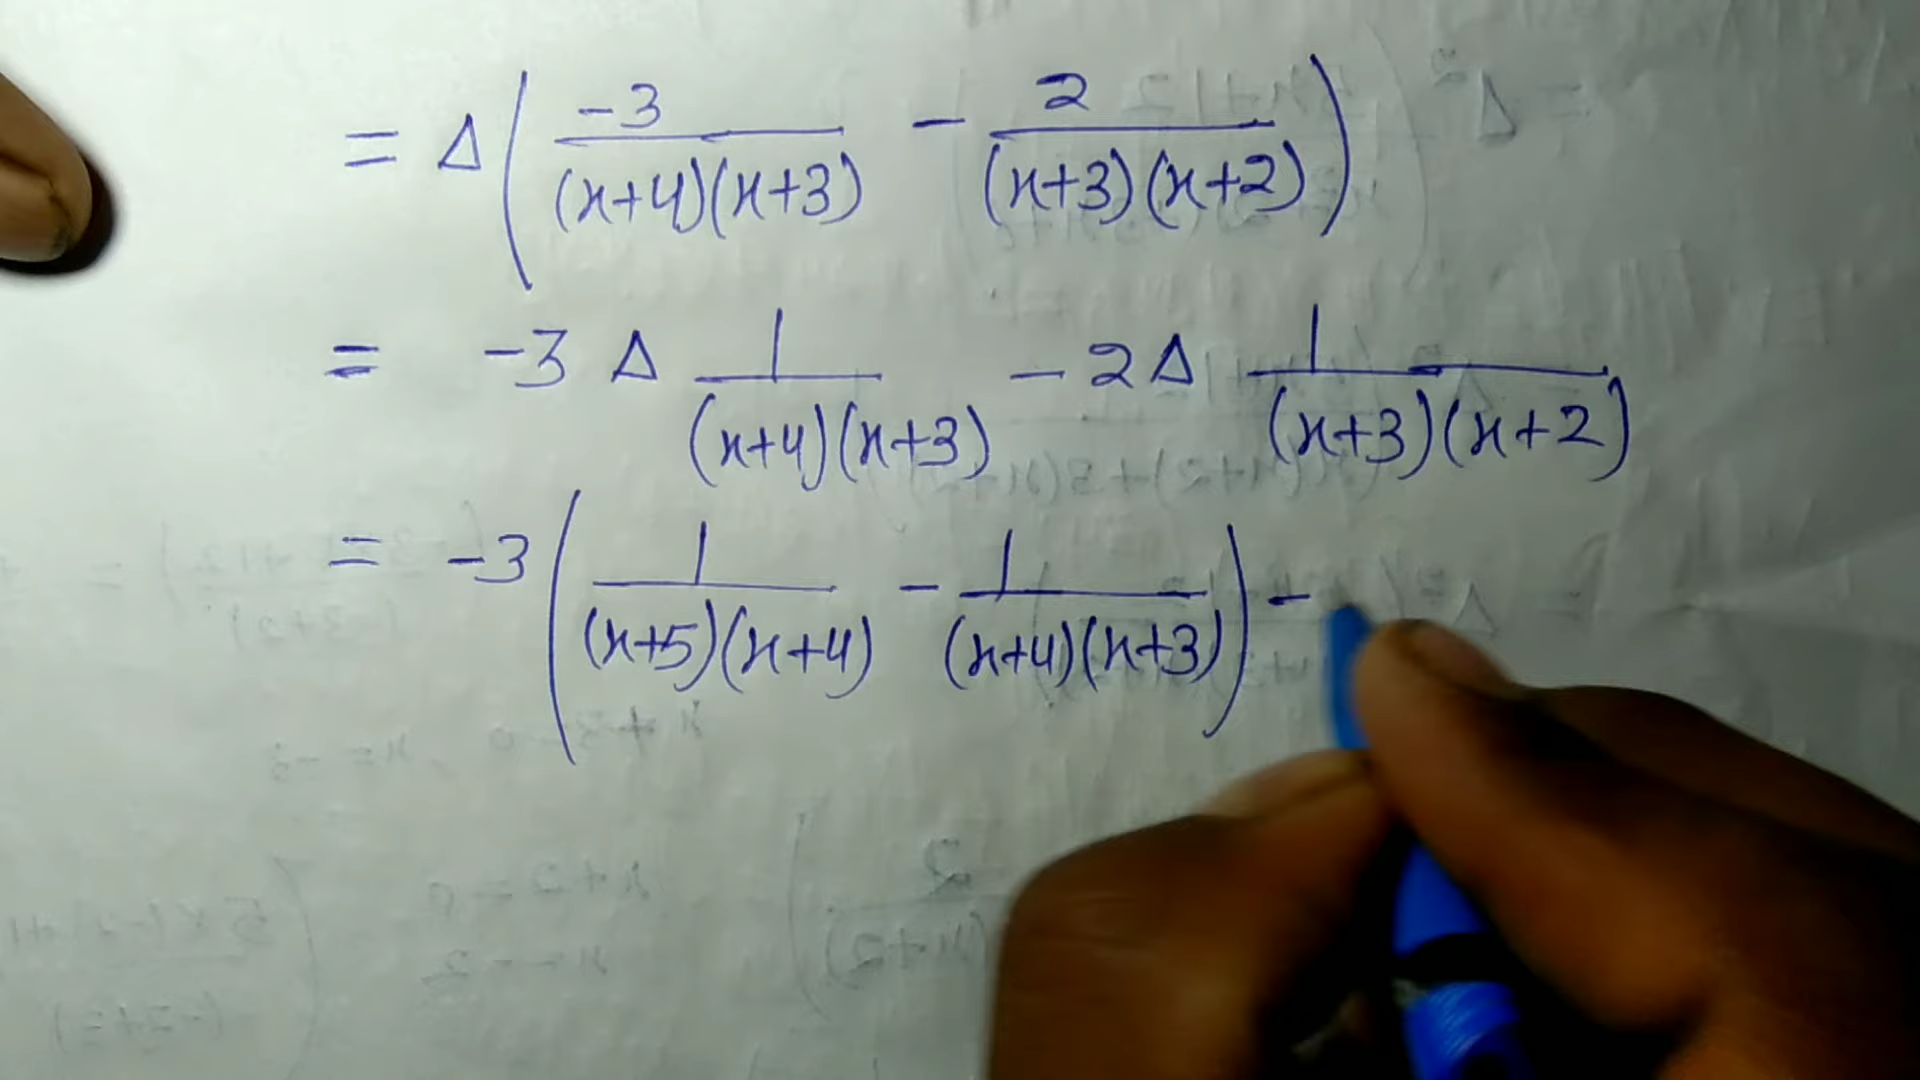 = Δ ( -3/(x+4)(x+3) - 2/(x+3)(x+2) )
= -3 Δ 1/(x+4)(x+3) - 2 Δ 1/(x+3)(x+2)
= -3 ( 1/(x+5)(x+4) - 1/(x+4)(x+3) ) -